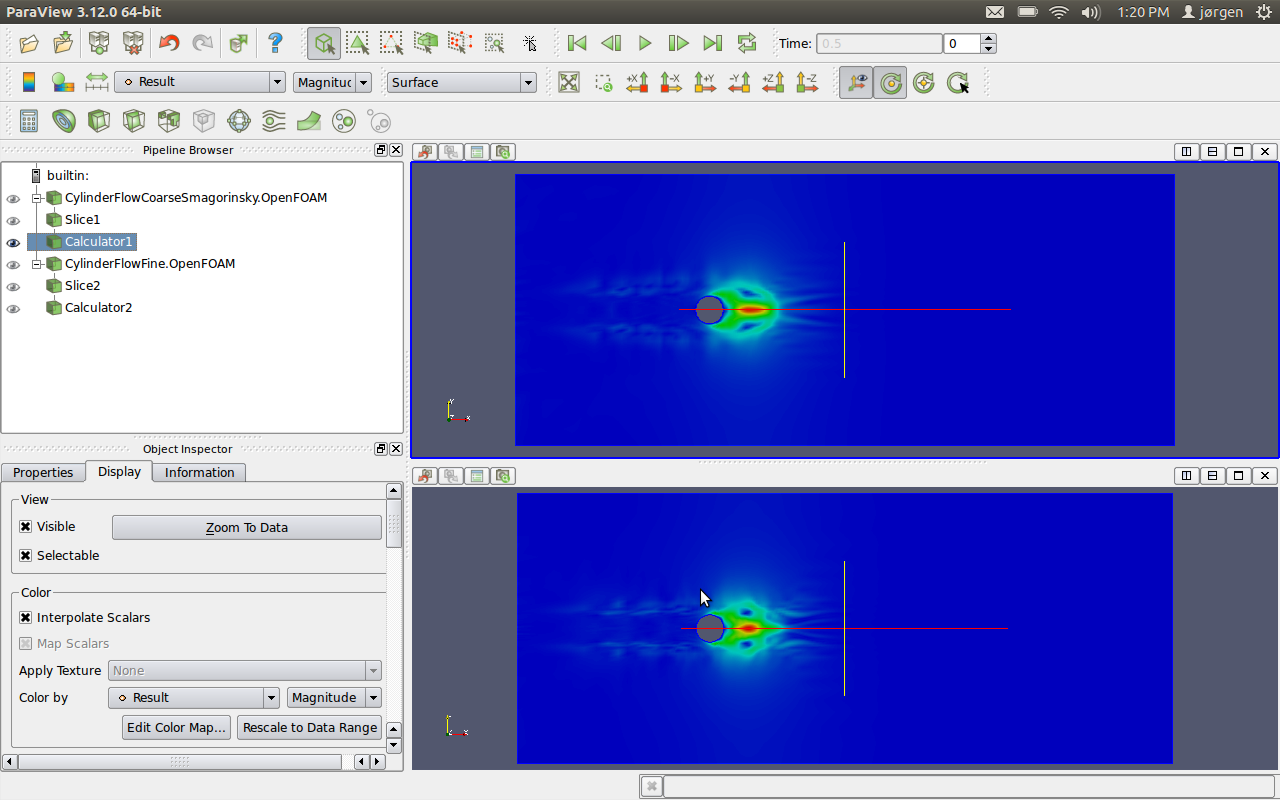 ParaView 3.12.0 64-bit
1:20 PM
jørgen
Time:
0.5
0
Result
Magnituc
Surface
+X
-X
+Y
-Y
+Z
-Z
Pipeline Browser
builtin:
CylinderFlowCoarseSmagorinsky.OpenFOAM
Slice1
Calculator1
CylinderFlowFine.OpenFOAM
Slice2
Calculator2
Object Inspector
Properties
Display
Information
View
Visible
Zoom To Data
Selectable
Color
Interpolate Scalars
Map Scalars
Apply Texture
None
Color by
Result
Magnitude
Edit Color Map...
Rescale to Data Range